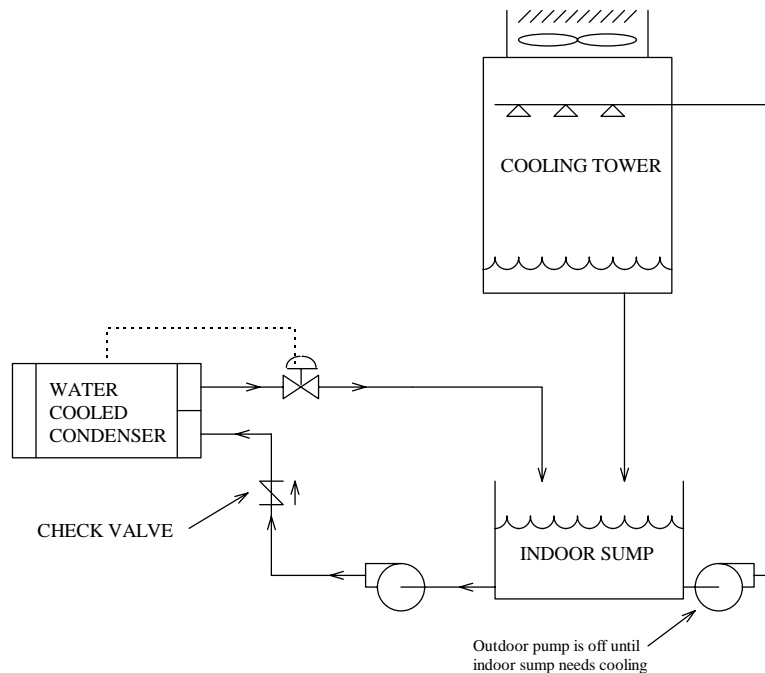 COOLING TOWER
WATER
COOLED
CONDENSER
CHECK VALVE
INDOOR SUMP
Outdoor pump is off until
indoor sump needs cooling